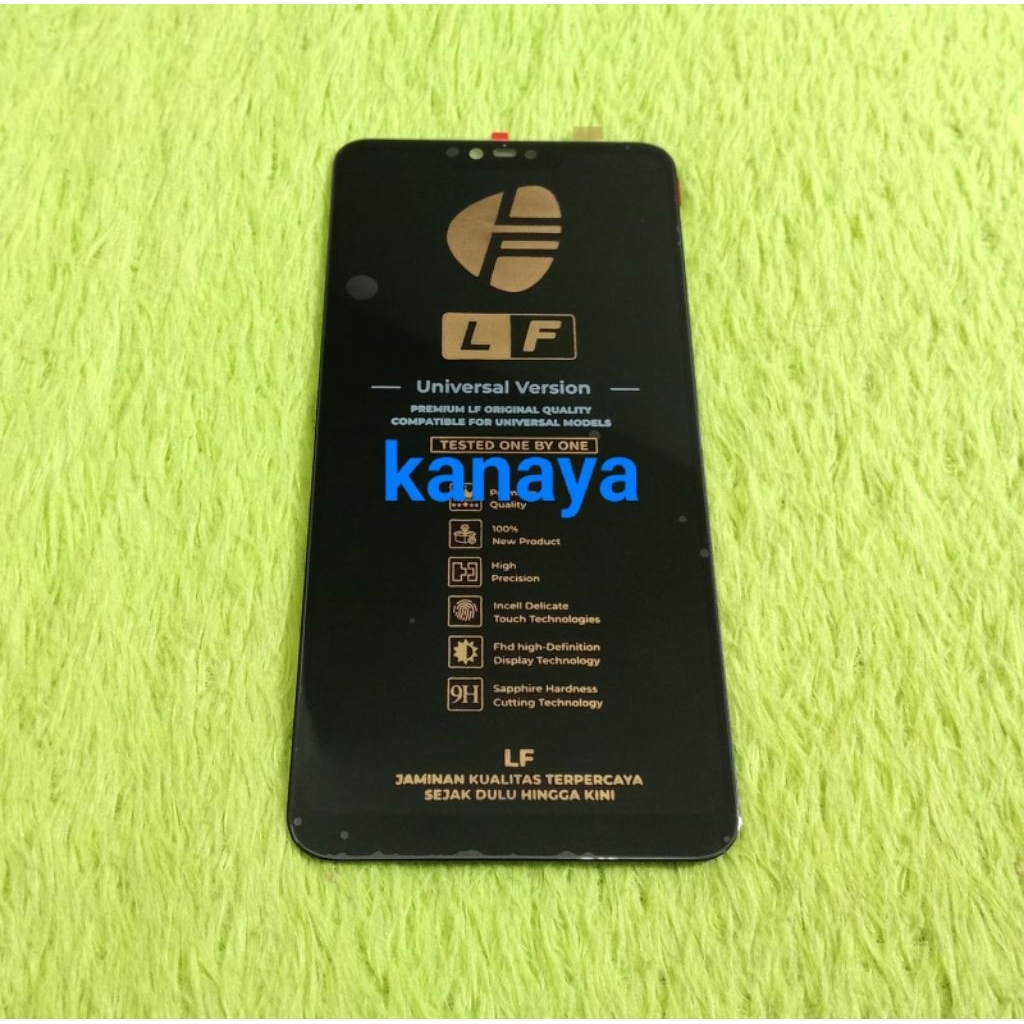 LF
Universal Version
PREMIUM LF ORIGINAL QUALITY
COMPATIBLE FOR UNIVERSAL MODELS
TESTED ONE BY ONE
kanaya
Quality
100%
New Product
High
Precision
Incell Delicate
Touch Technologies
Fhd high-Definition
Display Technology
9H
Sapphire Hardness
Cutting Technology
LF
JAMINAN KUALITAS TERPERCAYA
SEJAK DULU HINGGA KINI